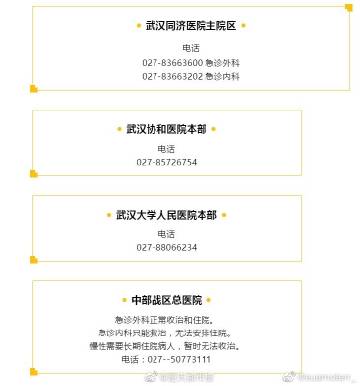 武汉同济医院主院区
电话
027-83663600 急诊外科
027-83663202 急诊内科
武汉协和医院本部
电话
027-85726754
武汉大学人民医院本部
电话
027-88066234
中部战区总医院
急诊外科正常收治和住院。
急诊内科只能救治，无法安排住院。
慢性需要长期住院病人，暂时无法收治。
电话：027--50773111